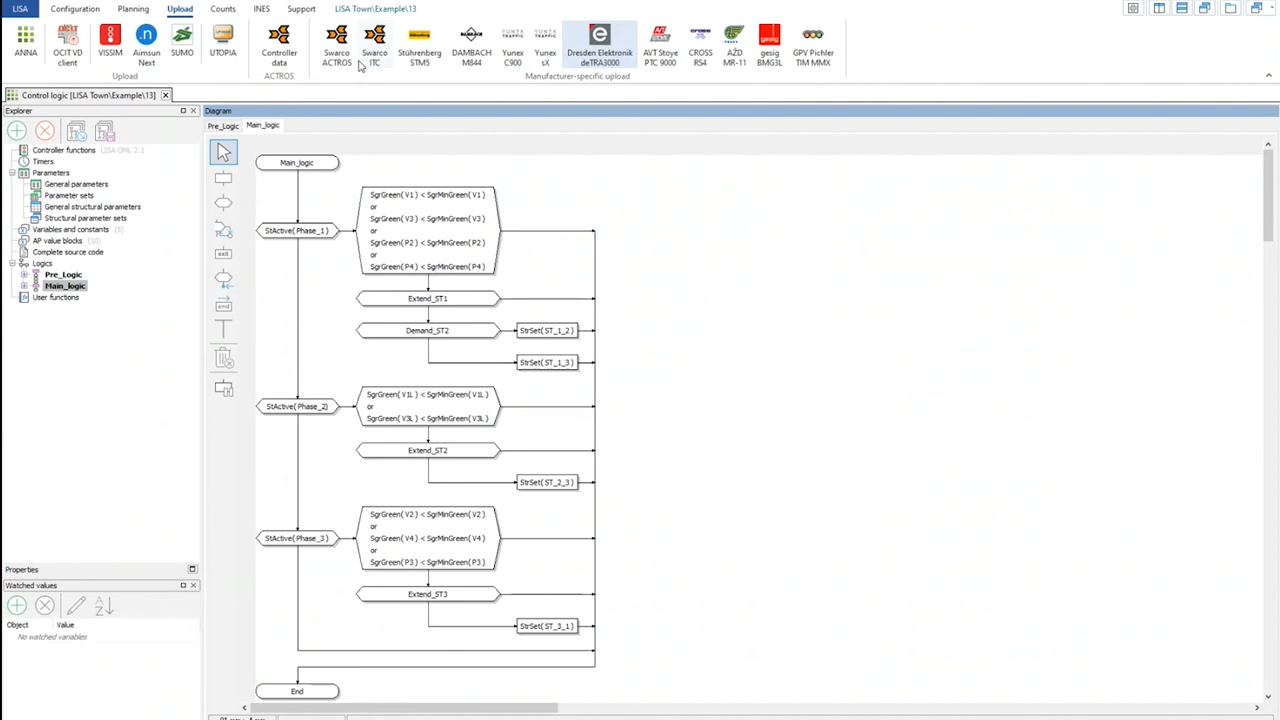 LISA Configuration Planning Upload Counts INES Support LISA Town\Example\13
ANNA
OCIT VD client
VISSIM
Aimsun Next
SUMO
UTOPIA
Controller data
Swarco ACTROS
Swarco ITC
Stührenberg STM5
DAMBACH M844
Yunex C900
Yunex sX
Dresden Elektronik deTRA3000
AVT Stoye PTC 9000
CROSS RS4
AŽD MR-11
gesig BMG3L
GPV Pichler TIM MMX
Upload ACTROS Manufacturer-specific upload
Control logic [LISA Town\Example\13]
Explorer
Diagram
Pre_Logic Main_logic
Controller functions LISA OML 2.1
Timers
Parameters
General parameters
Parameter sets
General structural parameters
Structural parameter sets
Variables and constants (5)
AP value blocks (10)
Complete source code
Logics
Pre_Logic
Main_logic
User functions
Properties
Watched values
Object Value
No watched variables
exit
end
Main_logic
StActive( Phase_1 )
SgrGreen( V1 ) < SgrMinGreen( V1 )
or
SgrGreen( V3 ) < SgrMinGreen( V3 )
or
SgrGreen( P2 ) < SgrMinGreen( P2 )
or
SgrGreen( P4 ) < SgrMinGreen( P4 )
Extend_ST1
Demand_ST2
StrSet( ST_1_2 )
StrSet( ST_1_3 )
StActive( Phase_2)
SgrGreen( V1L ) < SgrMinGreen( V1L )
or
SgrGreen( V3L ) < SgrMinGreen( V3L )
Extend_ST2
StrSet( ST_2_3 )
StActive( Phase_3 )
SgrGreen( V2 ) < SgrMinGreen( V2 )
or
SgrGreen( V4 ) < SgrMinGreen( V4 )
or
SgrGreen( P3 ) < SgrMinGreen( P3 )
Extend_ST3
StrSet( ST_3_1 )
End